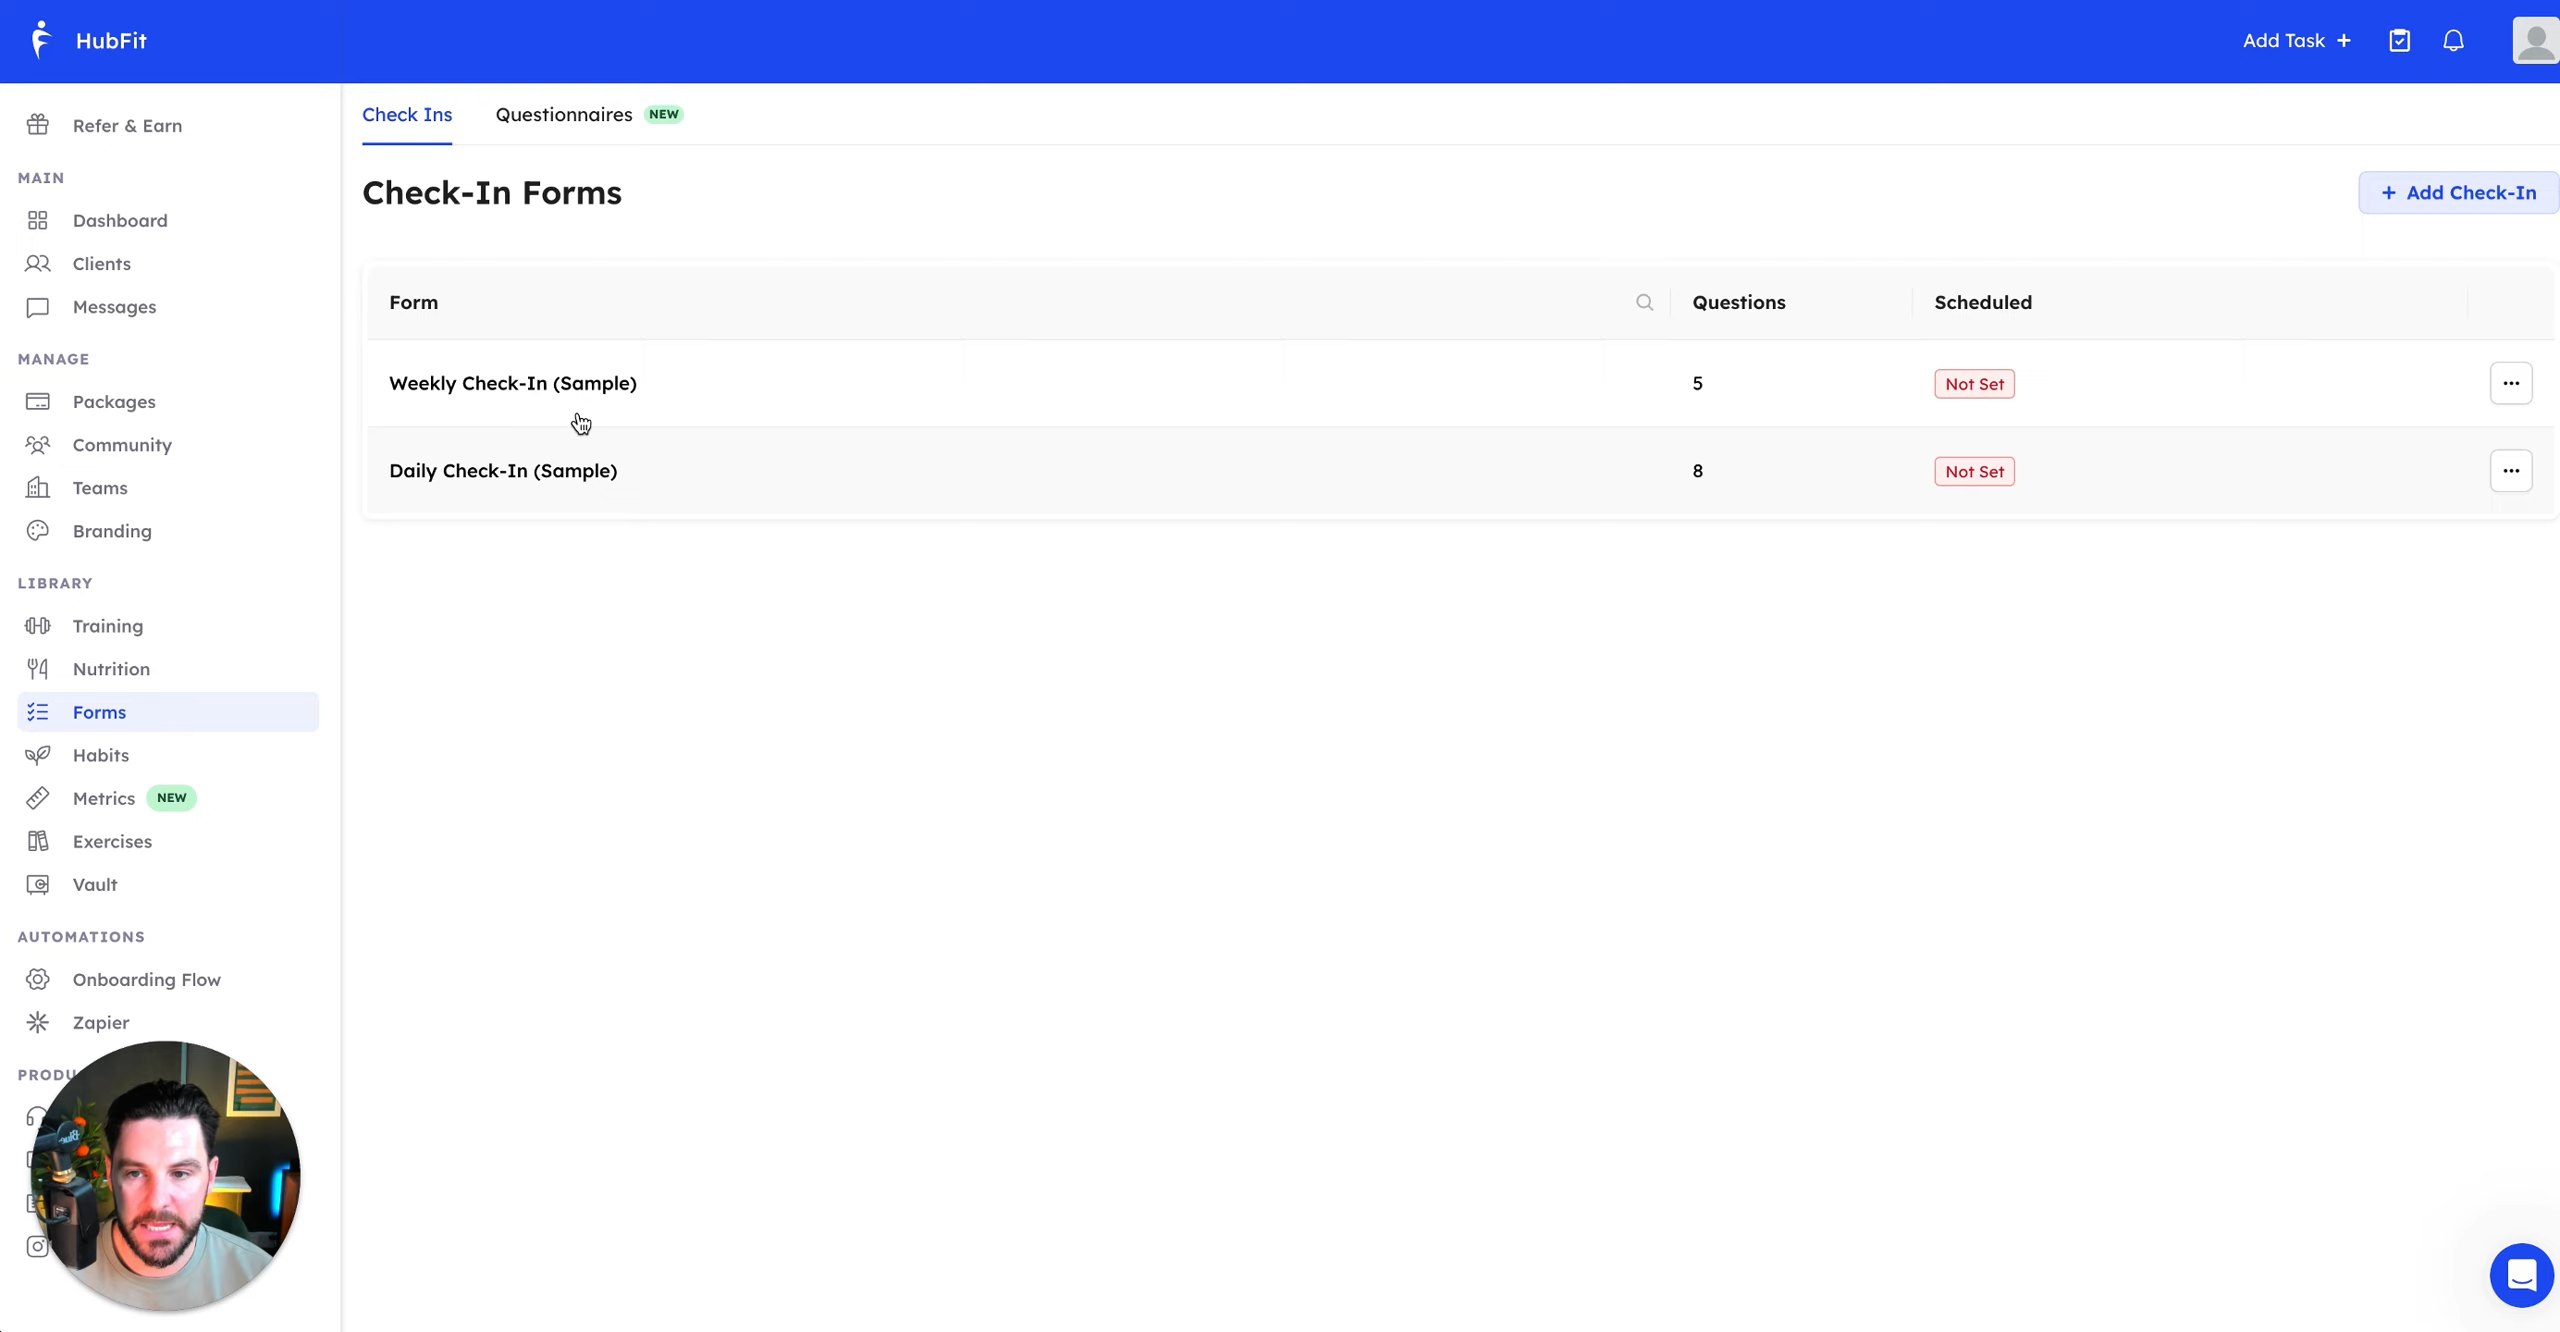 HubFit
Add Task +
Refer & Earn
MAIN
Dashboard
Clients
Messages
MANAGE
Packages
Community
Teams
Branding
LIBRARY
Training
Nutrition
Forms
Habits
Metrics NEW
Exercises
Vault
AUTOMATIONS
Onboarding Flow
Zapier
Check Ins Questionnaires NEW
Check-In Forms
+ Add Check-In
Form Questions Scheduled
Weekly Check-In (Sample) 5 Not Set
Daily Check-In (Sample) 8 Not Set